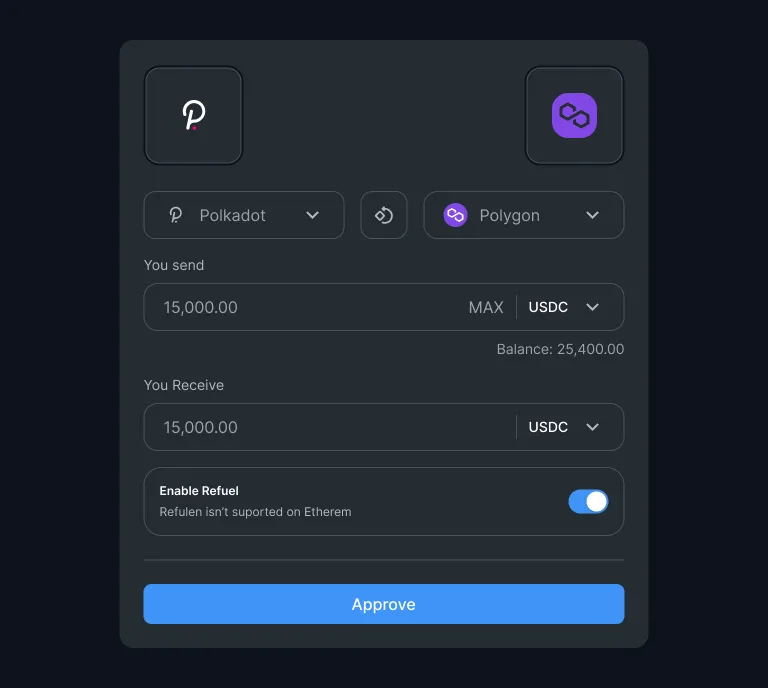 Polkadot
Polygon
You send
15,000.00 MAX USDC
Balance: 25,400.00
You Receive
15,000.00 USDC
Enable Refuel
Refulen isn't suported on Etherem
Approve